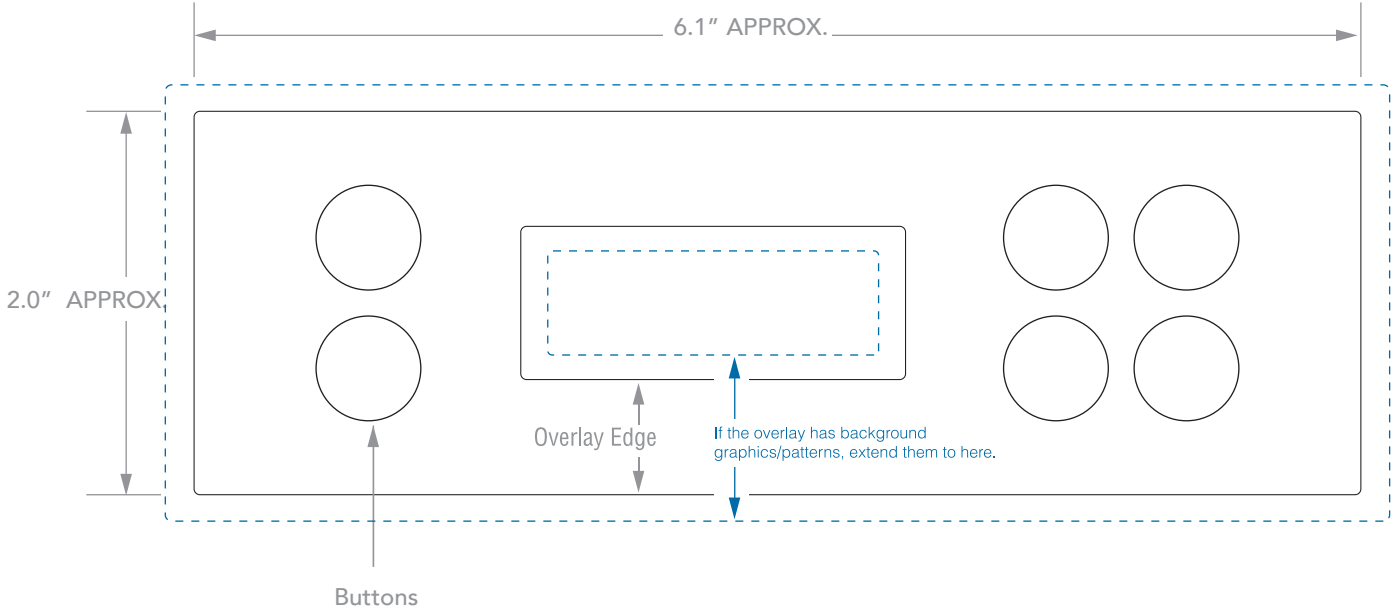 6.1” APPROX.
2.0” APPROX.
Overlay Edge
If the overlay has background
graphics/patterns, extend them to here.
Buttons